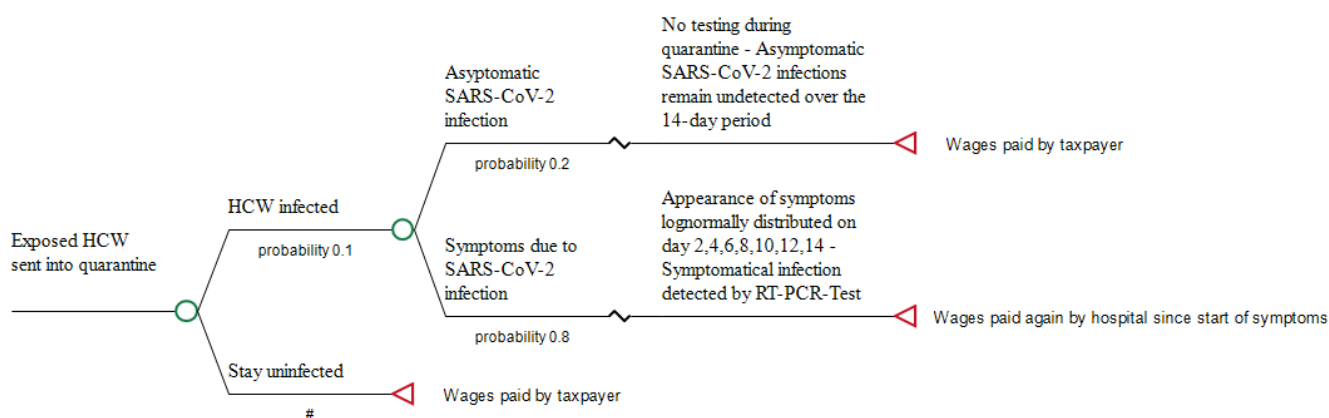 No testing during
quarantine - Asymptomatic
SARS-CoV-2 infections
remain undetected over the
14-day period
Asyptomatic
SARS-CoV-2
infection
probability 0.2
Wages paid by taxpayer
HCW infected
probability 0.1
Appearance of symptoms
lognormally distributed on
day 2,4,6,8,10,12,14 -
Symptomatical infection
detected by RT-PCR-Test
Symptoms due to
SARS-CoV-2
infection
probability 0.8
Wages paid again by hospital since start of symptoms
Exposed HCW
sent into quarantine
Stay uninfected
#
Wages paid by taxpayer